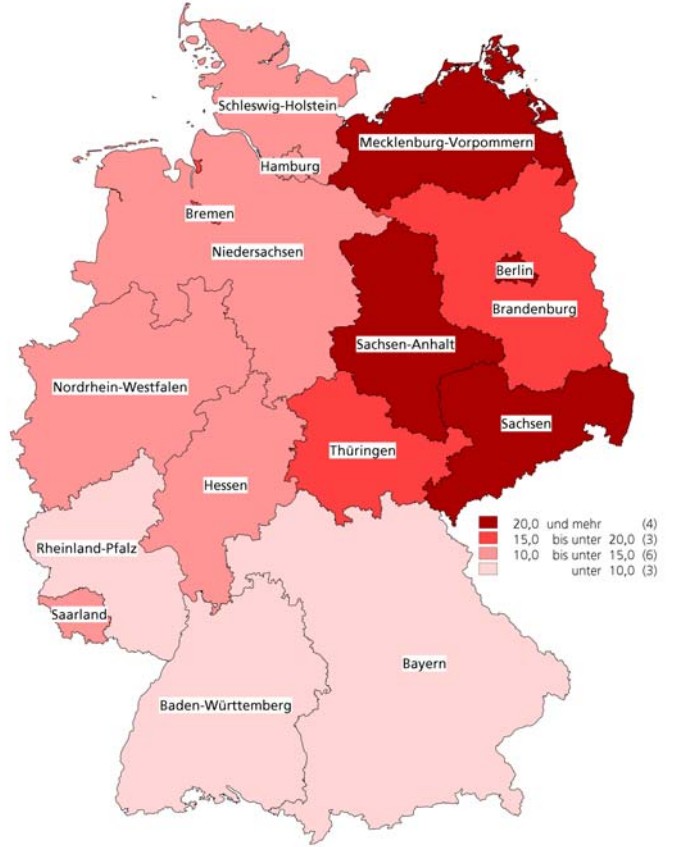 Schleswig-Holstein
Mecklenburg-Vorpommern
Hamburg
Bremen
Niedersachsen
Berlin
Brandenburg
Sachsen-Anhalt
Nordrhein-Westfalen
Sachsen
Thüringen
Hessen
Rheinland-Pfalz
Saarland
Bayern
Baden-Württemberg
20,0 und mehr (4)
15,0 bis unter 20,0 (3)
10,0 bis unter 15,0 (6)
unter 10,0 (3)